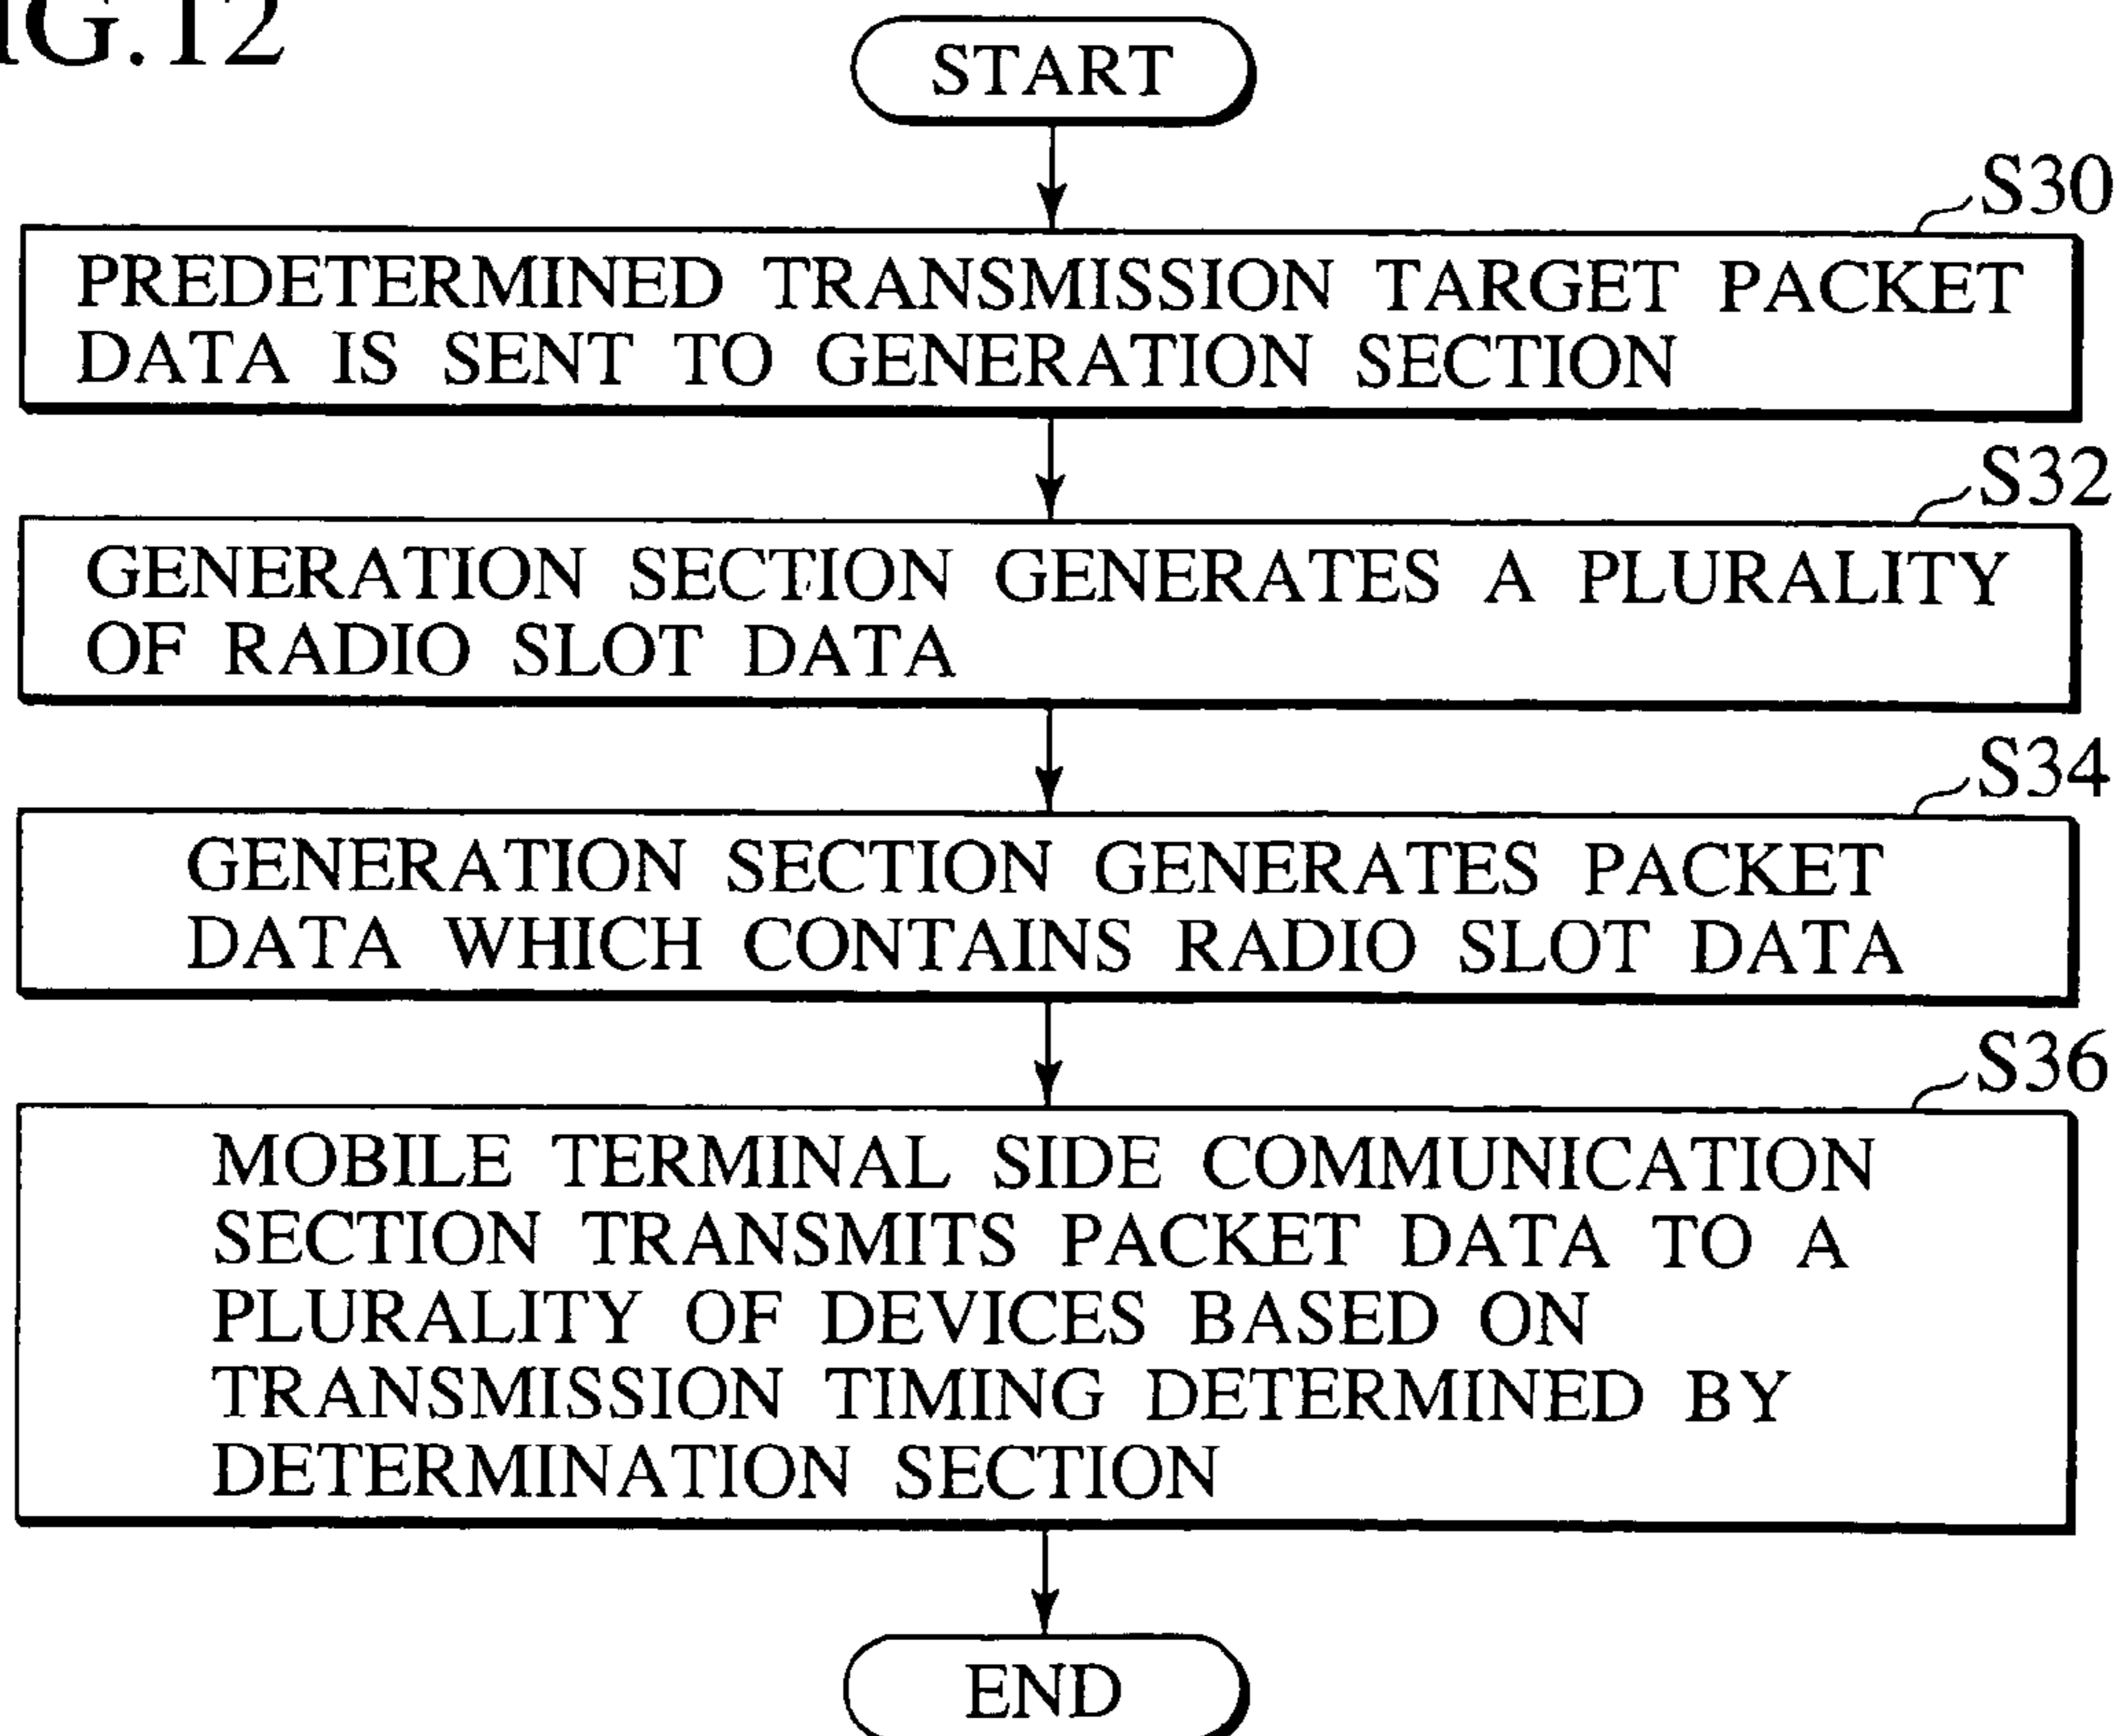 G.12
START
S30
PREDETERMINED TRANSMISSION TARGET PACKET
DATA IS SENT TO GENERATION SECTION
S32
GENERATION SECTION GENERATES A PLURALITY
OF RADIO SLOT DATA
S34
GENERATION SECTION GENERATES PACKET
DATA WHICH CONTAINS RADIO SLOT DATA
S36
MOBILE TERMINAL SIDE COMMUNICATION
SECTION TRANSMITS PACKET DATA TO A
PLURALITY OF DEVICES BASED ON
TRANSMISSION TIMING DETERMINED BY
DETERMINATION SECTION
END